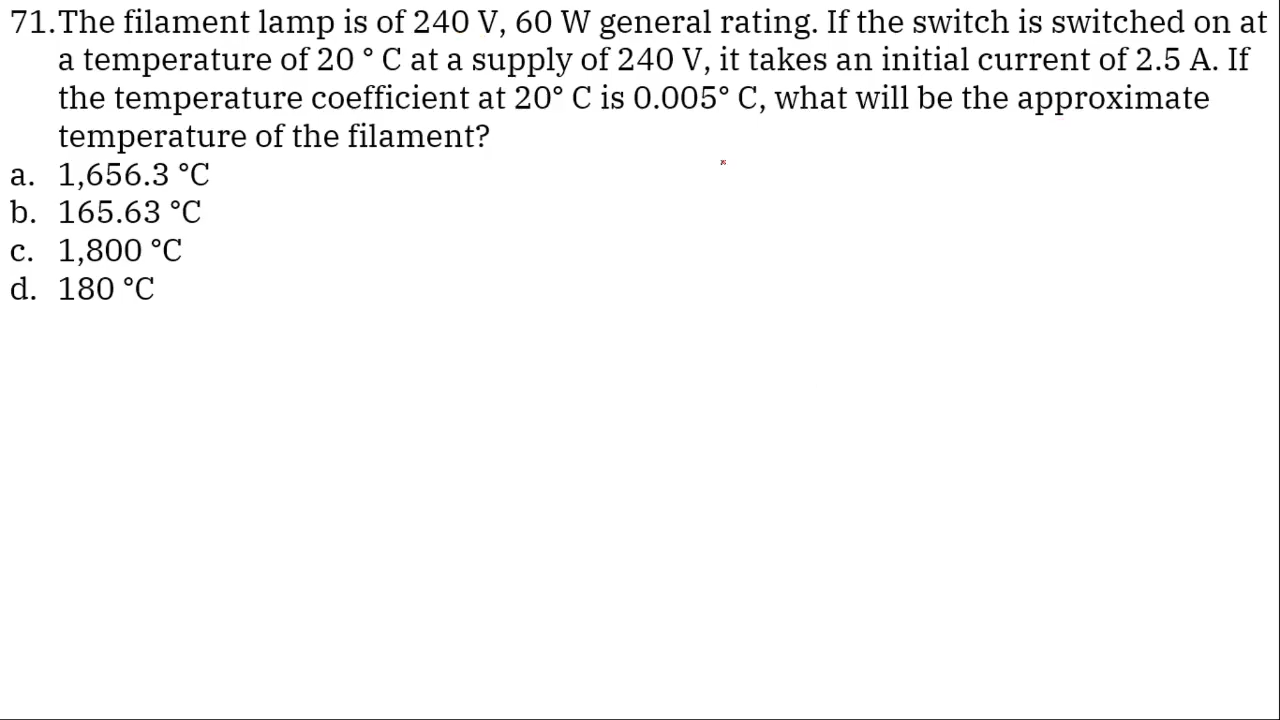 71.The filament lamp is of 240 V, 60 W general rating. If the switch is switched on at
a temperature of 20 ° C at a supply of 240 V, it takes an initial current of 2.5 A. If
the temperature coefficient at 20° C is 0.005° C, what will be the approximate
temperature of the filament?
a. 1,656.3 °C
b. 165.63 °C
c. 1,800 °C
d. 180 °C